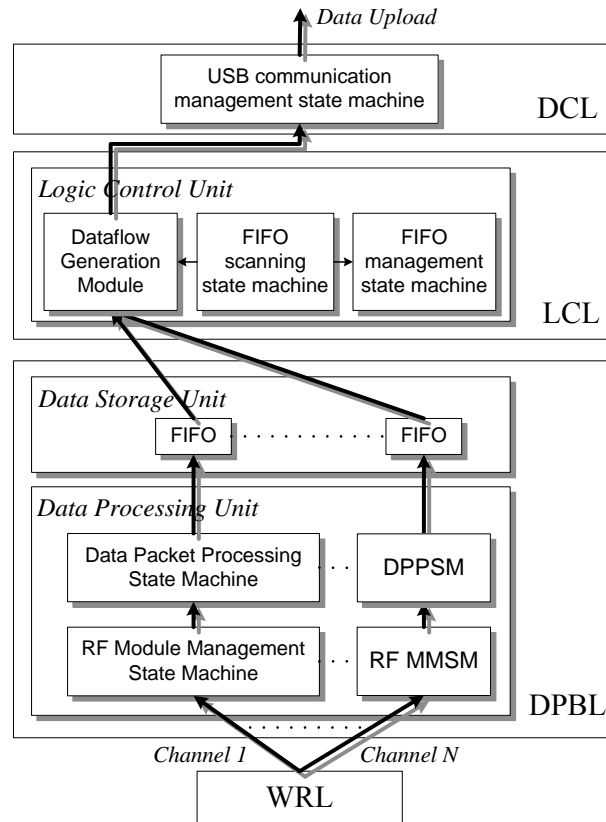 Data Upload
USB communication
management state machine
DCL
Logic Control Unit
Dataflow
Generation
Module
FIFO
scanning
state machine
FIFO
management
state machine
LCL
Data Storage Unit
FIFO
FIFO
Data Processing Unit
Data Packet Processing
State Machine
DPPSM
RF Module Management
State Machine
RF MMSM
DPBL
Channel 1
Channel N
WRL